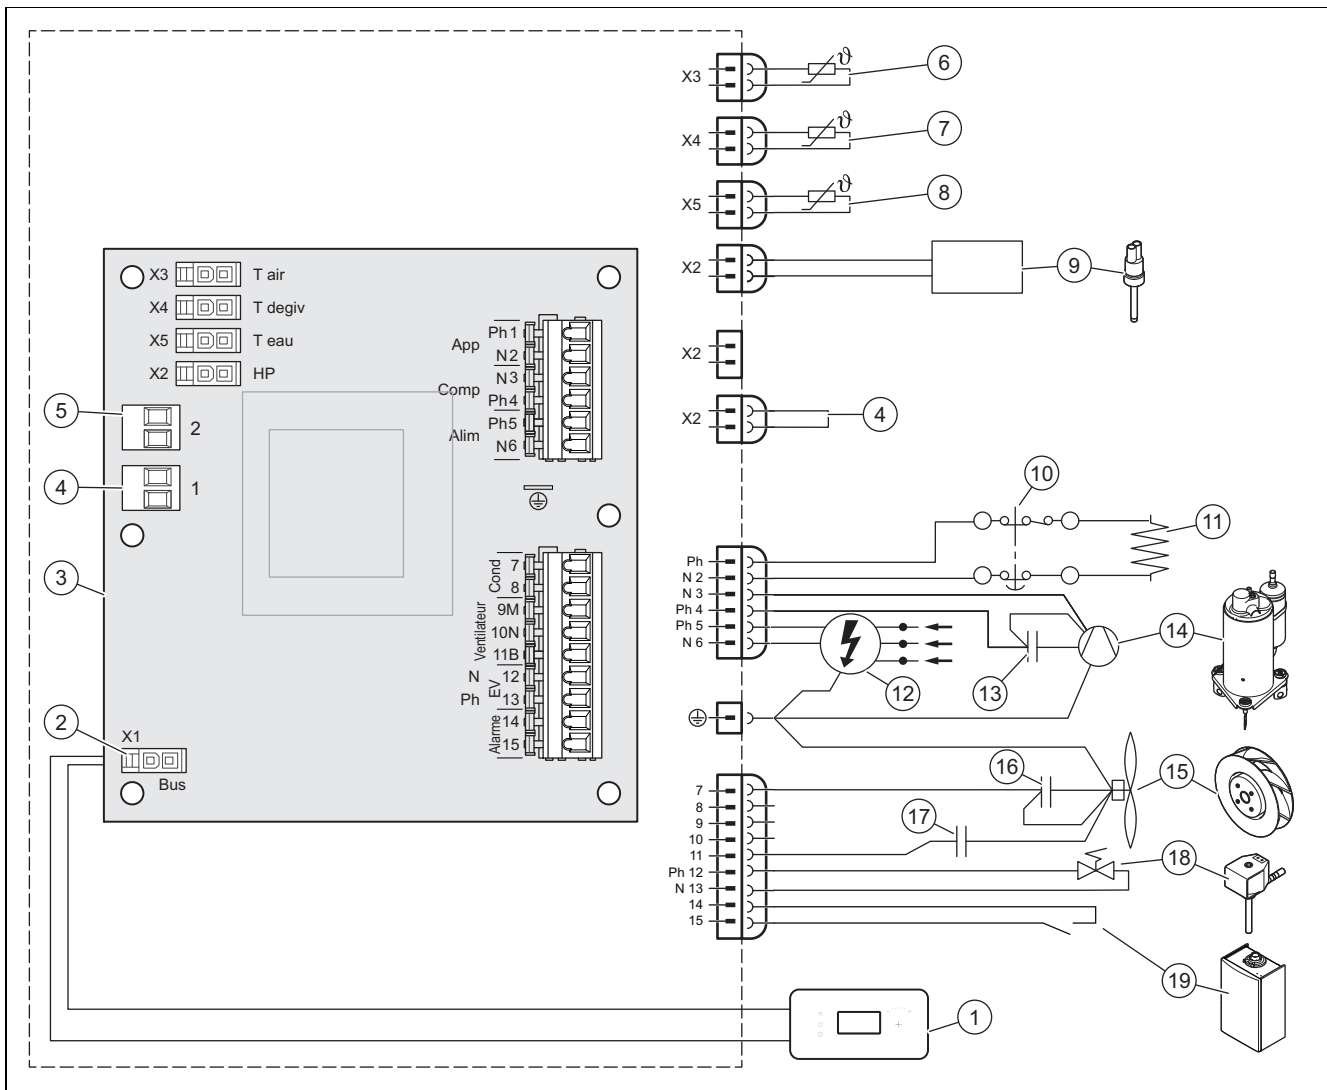 X3 ϑ 6
X4 ϑ 7
X5 ϑ 8
X2 9
X3 T air
X4 T degiv
X5 T eau
X2 HP
App Ph1
N2
N3
Comp
Ph4
Ph5
Alim
N6
X2
X2 4
5 2
4 1
10
11
Ph
N 2
N 3
Ph 4
Ph 5
N 6
12
13
14
3
Cond 7
8
Ventilateur 9M
10N
11B
EV
N 12
Ph 13
Alarme 14
15
2
X1
Bus
16
15
17
7
8
9
10
11
Ph 12
N 13
14
15
18
19
1
- +
+